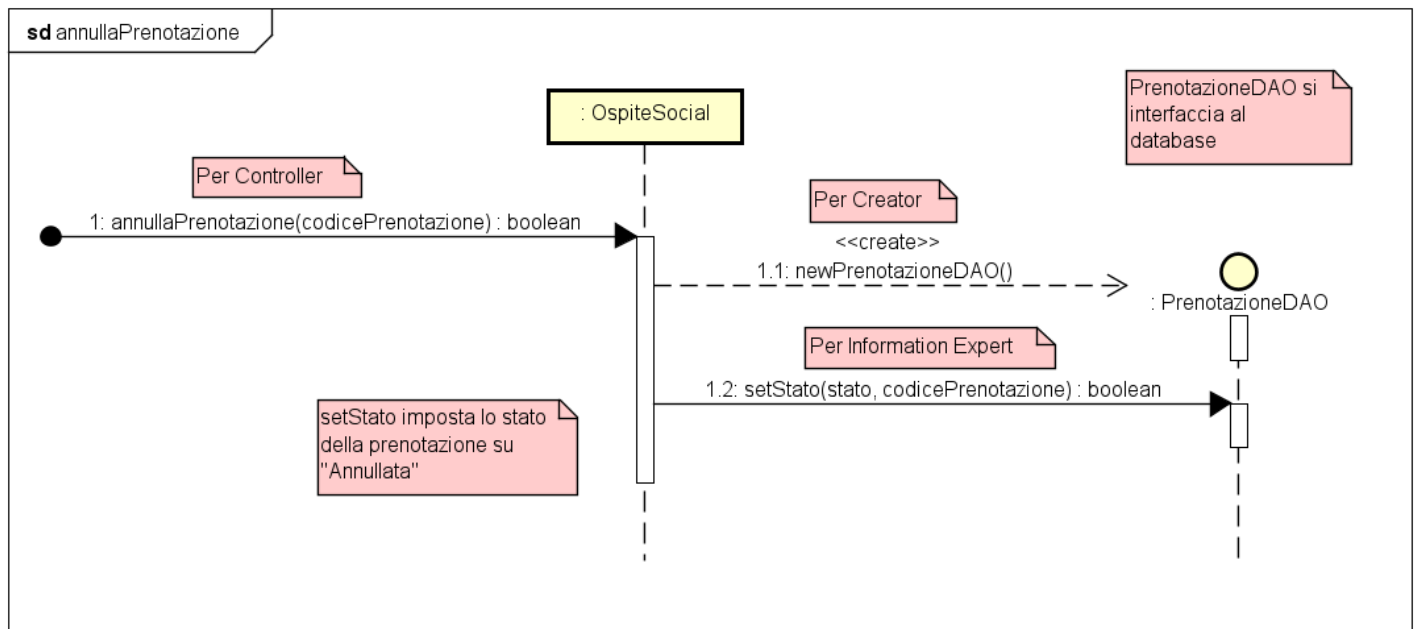 sd annullaPrenotazione
: OspiteSocial
PrenotazioneDAO si
interfaccia al
database
Per Controller
1: annullaPrenotazione(codicePrenotazione) : boolean
Per Creator
<<create>>
1.1: newPrenotazioneDAO()
: PrenotazioneDAO
Per Information Expert
1.2: setStato(stato, codicePrenotazione) : boolean
setStato imposta lo stato
della prenotazione su
"Annullata"